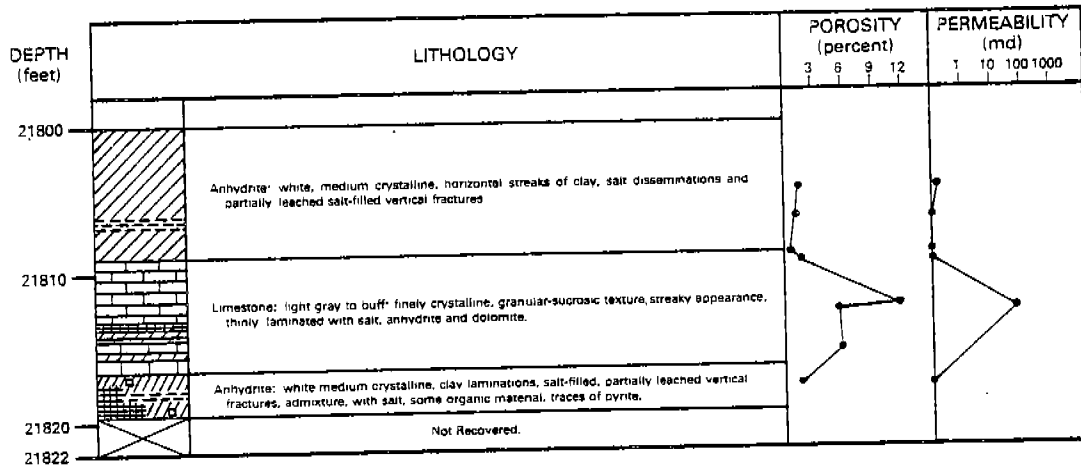 DEPTH
(feet)
LITHOLOGY
POROSITY
(percent)
3 6 9 12
PERMEABILITY
(md)
1 10 100 1000
21800
Anhydrite: white, medium crystalline, horizontal streaks of clay, salt disseminations and
partially leached salt-filled vertical fractures
21810
Limestone: light gray to buff: finely crystalline, granular-sucrosic texture, streaky appearance,
thinly laminated with salt, anhydrite and dolomite.
Anhydrite: white medium crystalline, clay laminations, salt-filled, partially leached vertical
fractures, admixture, with salt, some organic material, traces of pyrite.
21820
Not Recovered.
21822